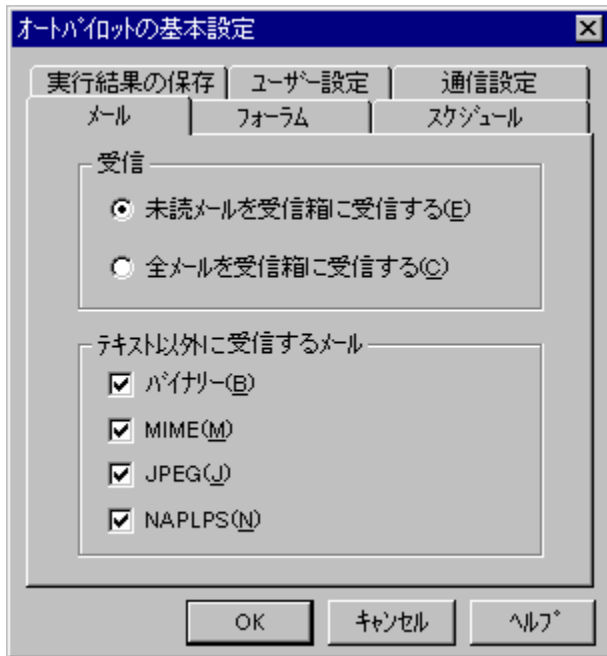 オートパイロットの基本設定
実行結果の保存 ユーザー設定 通信設定
メール フォーラム スケジュール
受信
未読メールを受信箱に受信する(E)
全メールを受信箱に受信する(C)
テキスト以外に受信するメール
バイナリー(B)
MIME(M)
JPEG(J)
NAPLPS(N)
OK キャンセル ヘルプ